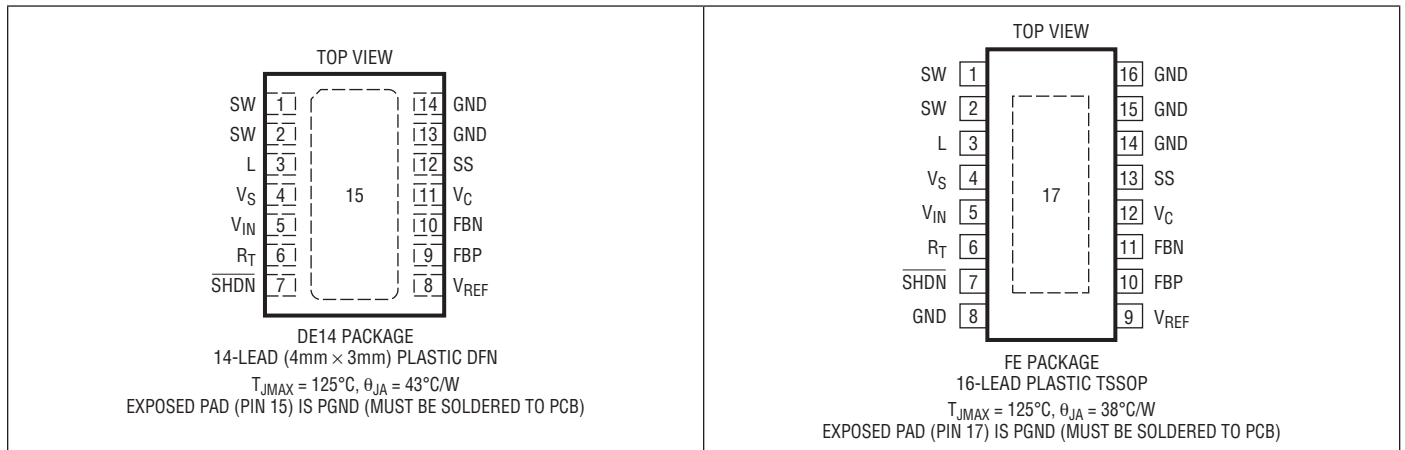 TOP VIEW
SW 1 14 GND
SW 2 13 GND
L 3 12 SS
VS 4 15 11 VC
VIN 5 10 FBN
RT 6 9 FBP
SHDN 7 8 VREF
DE14 PACKAGE
14-LEAD (4mm × 3mm) PLASTIC DFN
TJMAX = 125°C, θJA = 43°C/W
EXPOSED PAD (PIN 15) IS PGND (MUST BE SOLDERED TO PCB)
TOP VIEW
SW 1 16 GND
SW 2 15 GND
L 3 14 GND
VS 4 13 SS
17
VIN 5 12 VC
RT 6 11 FBN
SHDN 7 10 FBP
GND 8 9 VREF
FE PACKAGE
16-LEAD PLASTIC TSSOP
TJMAX = 125°C, θJA = 38°C/W
EXPOSED PAD (PIN 17) IS PGND (MUST BE SOLDERED TO PCB)